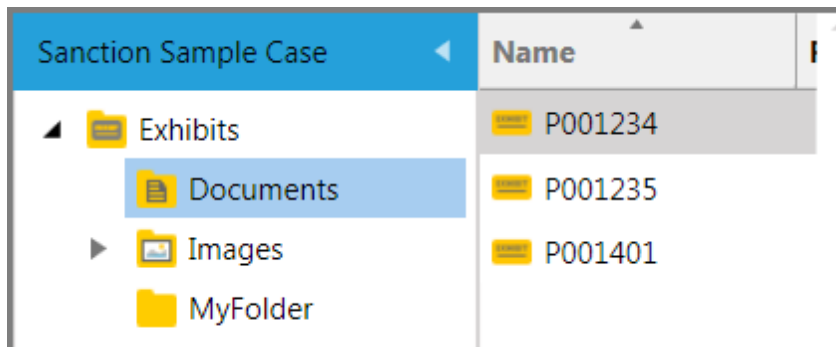 Sanction Sample Case
Exhibits
Documents
Images
MyFolder
Name
P001234
P001235
P001401